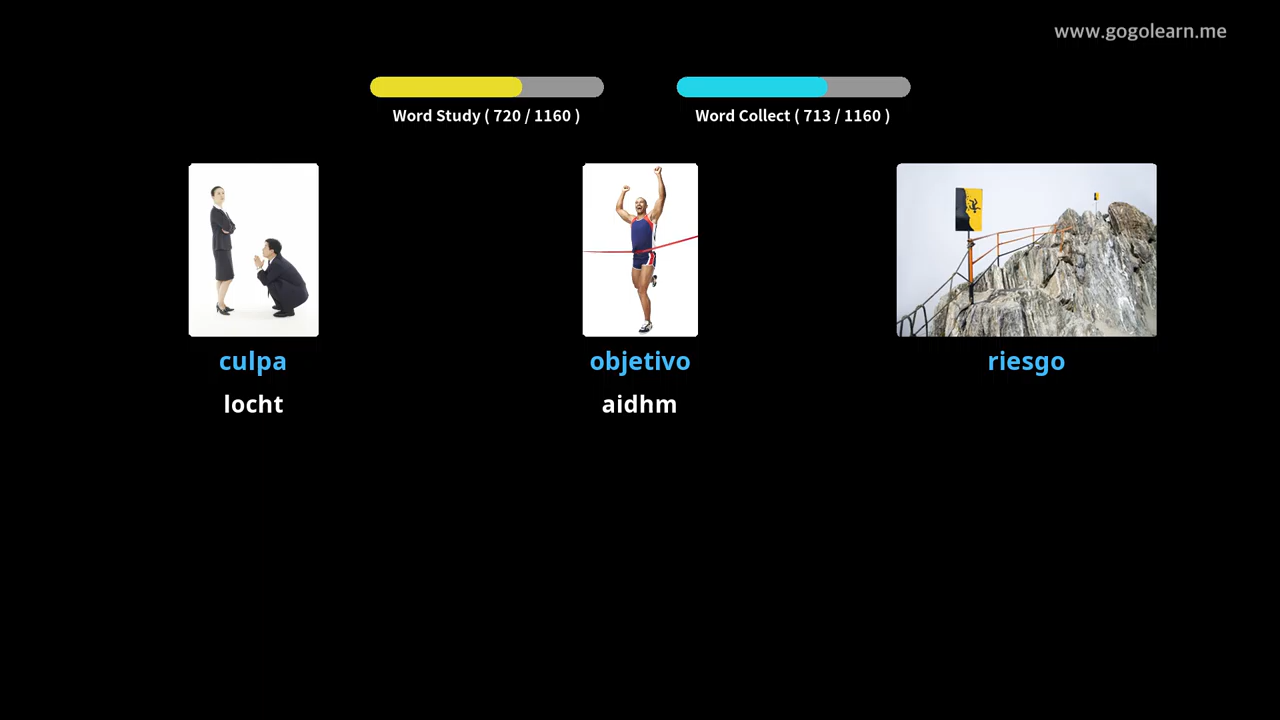 www.gogolearn.me
Word Study ( 720 / 1160 )
Word Collect ( 713 / 1160 )
culpa
objetivo
riesgo
locht
aidhm